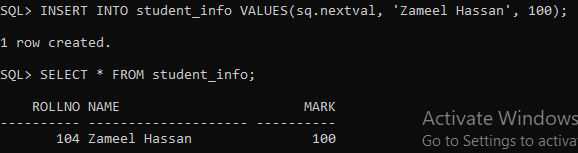 SQL> INSERT INTO student_info VALUES(sq.nextval, 'Zameel Hassan', 100);
1 row created.
SQL> SELECT * FROM student_info;
    ROLLNO NAME                       MARK
---------- -------------------- ----------
       104 Zameel Hassan               100
Activate Windows
Go to Settings to activa